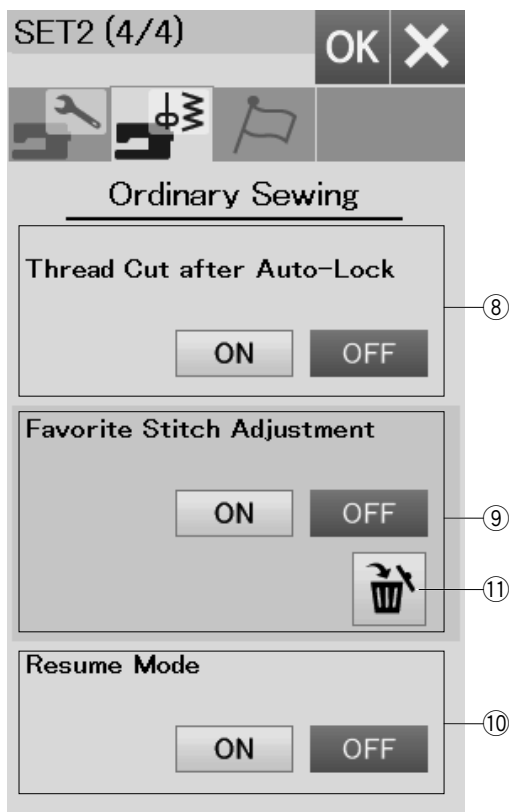 SET2 (4/4)
OK
Ordinary Sewing
Thread Cut after Auto-Lock
⑧
ON OFF
Favorite Stitch Adjustment
ON OFF
⑨
⑪
Resume Mode
⑩
ON OFF